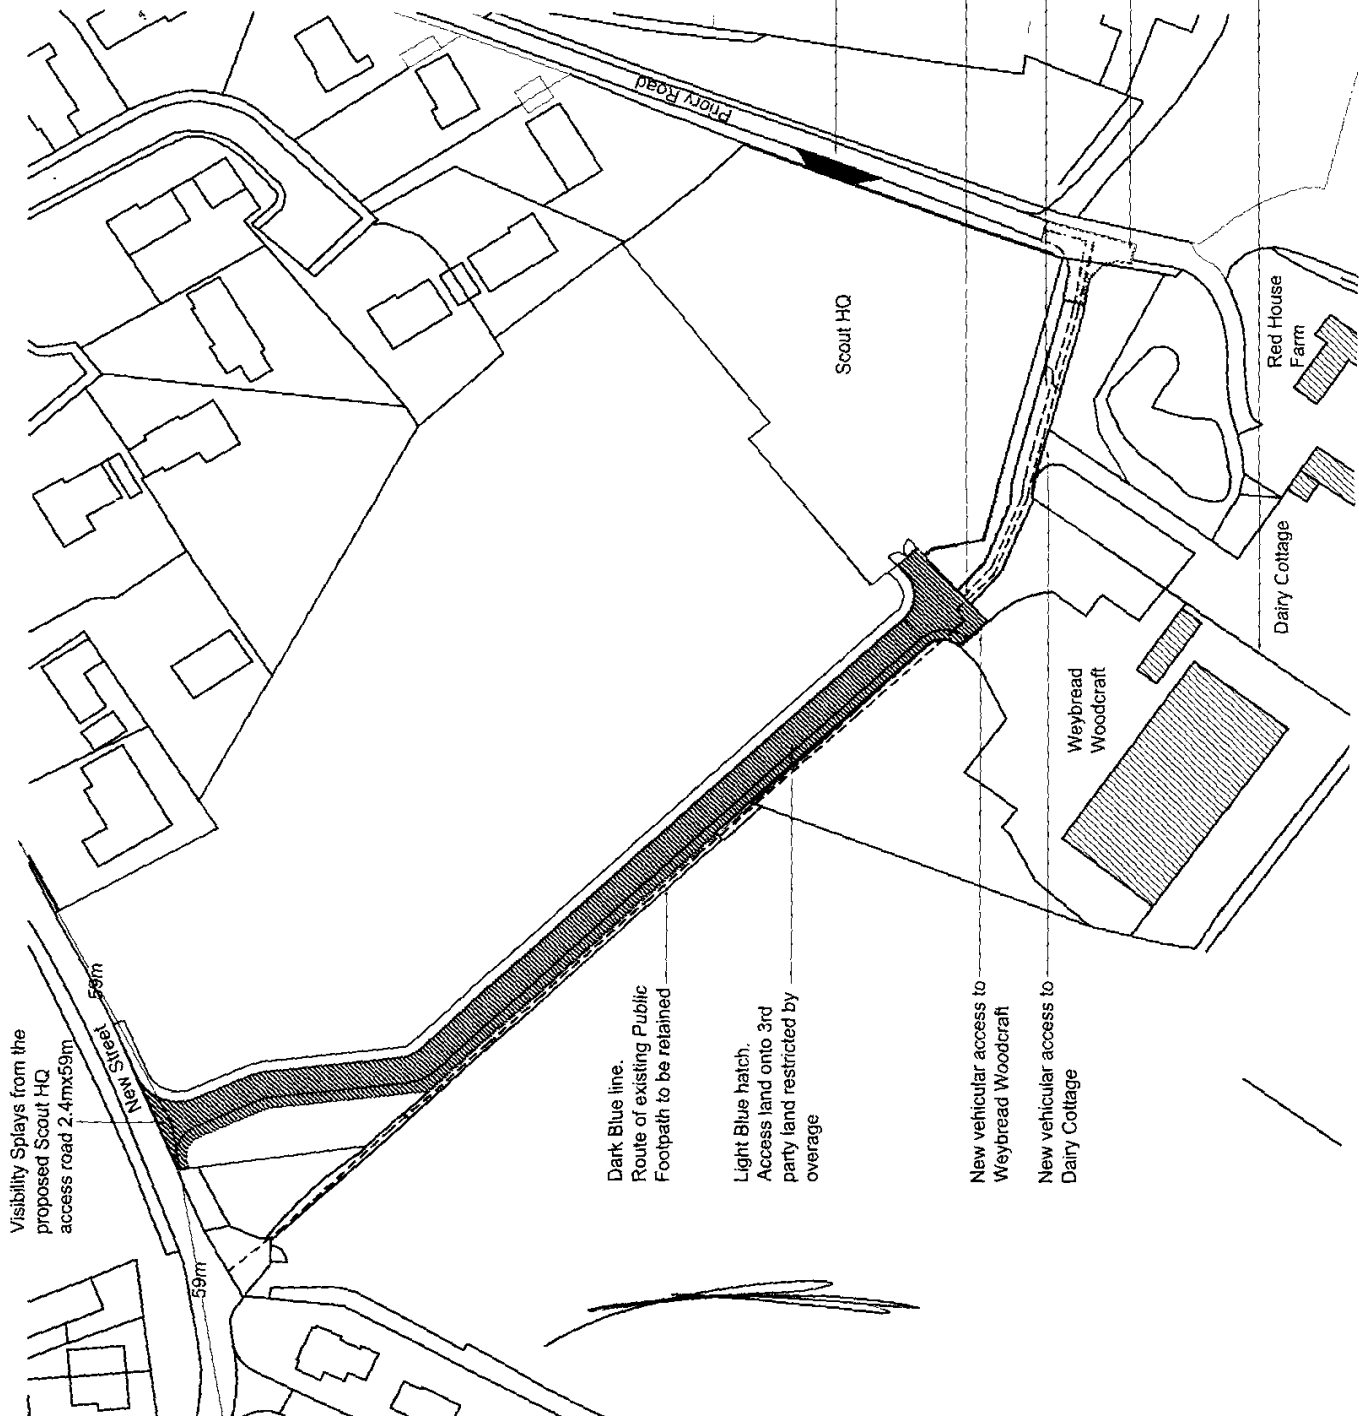 Visibility Splays from the
proposed Scout HQ
access road 2.4mx59m
New Street
59m
59m
Priory Road
Scout HQ
Red House
Farm
Dairy Cottage
Weybread
Woodcraft
Dark Blue line.
Route of existing Public
Footpath to be retained
Light Blue hatch.
Access land onto 3rd
party land restricted by
overage
New vehicular access to
Weybread Woodcraft
New vehicular access to
Dairy Cottage